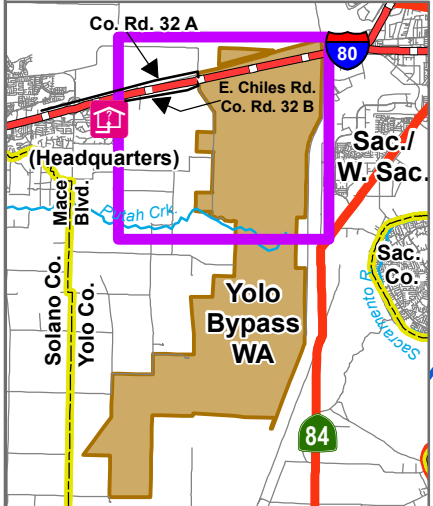 Co. Rd. 32 A
80
E. Chiles Rd.
Co. Rd. 32 B
?
(Headquarters)
Sac./
W. Sac.
Mace
Blvd.
Putah Crk.
Solano Co.
Yolo Co.
Sac.
Co.
Sacramento R.
Yolo
Bypass
WA
84